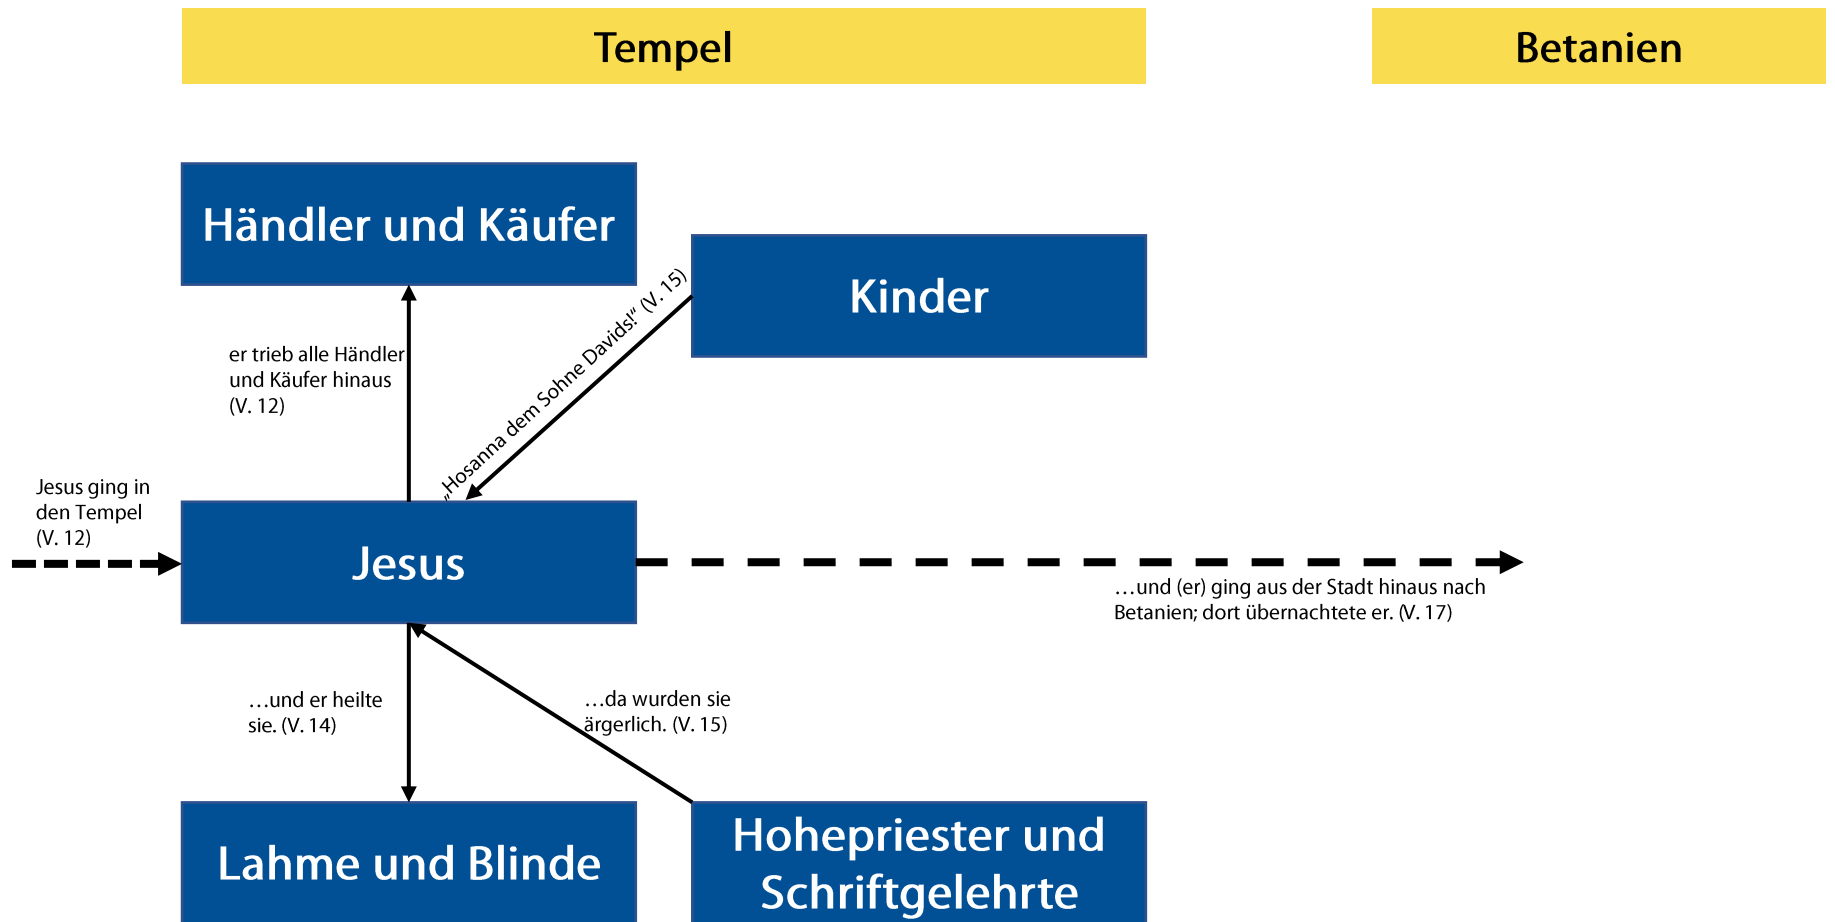 Tempel
Betanien
Händler und Käufer
Kinder
er trieb alle Händler
und Käufer hinaus
(V. 12)
„Hosanna dem Sohne Davids!“ (V. 15)
Jesus ging in
den Tempel
(V. 12)
Jesus
…und (er) ging aus der Stadt hinaus nach
Betanien; dort übernachtete er. (V. 17)
…und er heilte
sie. (V. 14)
…da wurden sie
ärgerlich. (V. 15)
Lahme und Blinde
Hohepriester und
Schriftgelehrte